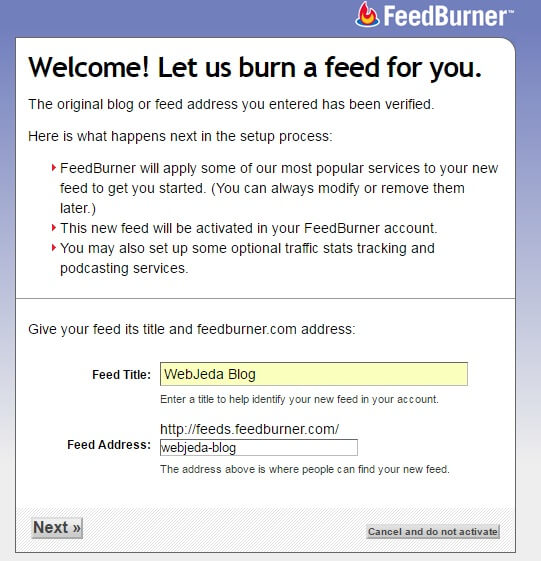 FeedBurner™
Welcome! Let us burn a feed for you.
The original blog or feed address you entered has been verified.
Here is what happens next in the setup process:
FeedBurner will apply some of our most popular services to your new
feed to get you started. (You can always modify or remove them
later.)
This new feed will be activated in your FeedBurner account.
You may also set up some optional traffic stats tracking and
podcasting services.
Give your feed its title and feedburner.com address:
Feed Title: WebJeda Blog
Enter a title to help identify your new feed in your account.
http://feeds.feedburner.com/
Feed Address: webjeda-blog
The address above is where people can find your new feed.
Next » Cancel and do not activate